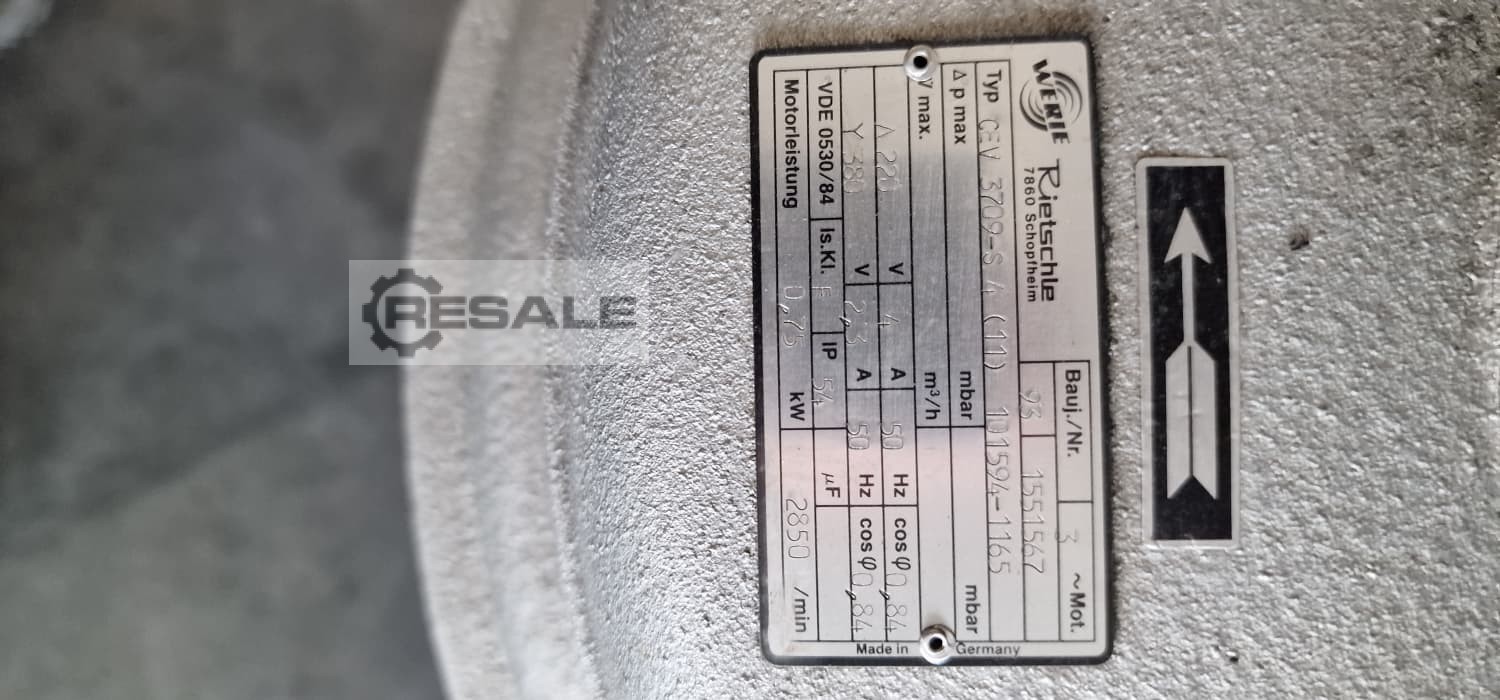 WERIE Rietschle
7860 Schopfheim
Bauj./Nr. 3 ~Mot.
93 1551567
Typ CEV 3709-S 4 (11) 101594-1165
Δ p max mbar mbar
V max. m³/h
Δ 220 V 4 A 50 Hz cos φ 0,84
Y 380 V 2,3 A 50 Hz cos φ 0,84
VDE 0530/84 Is.Kl. F IP 54 µF
Motorleistung 0,75 kW 2850 /min
Made in Germany
RESALE